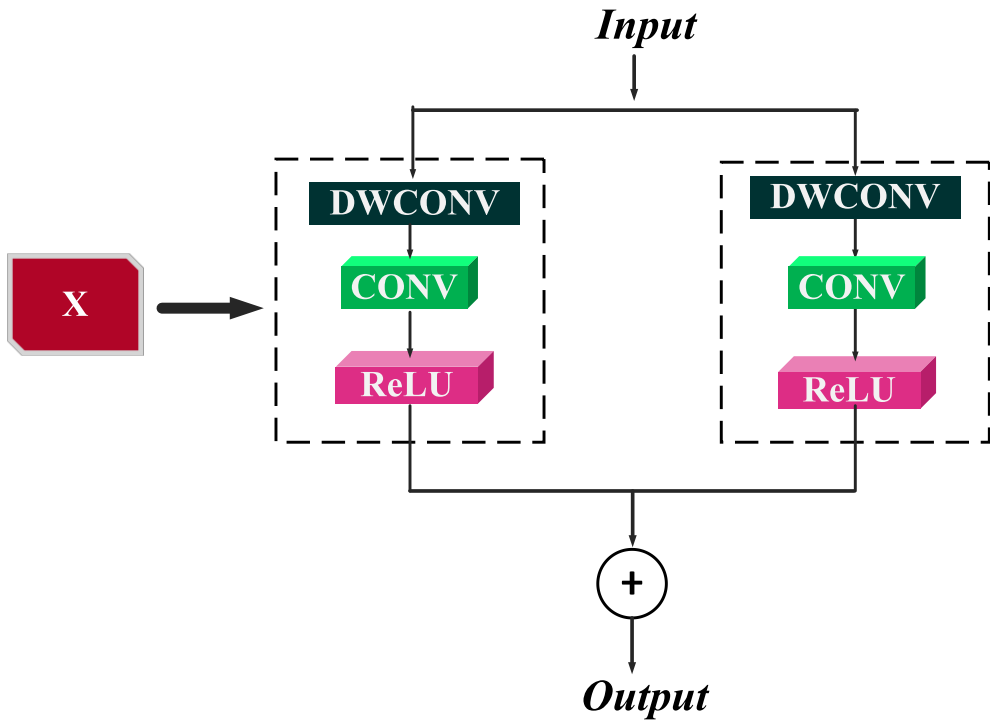 Input
DWCONV
DWCONV
CONV
CONV
X
ReLU
ReLU
+
Output